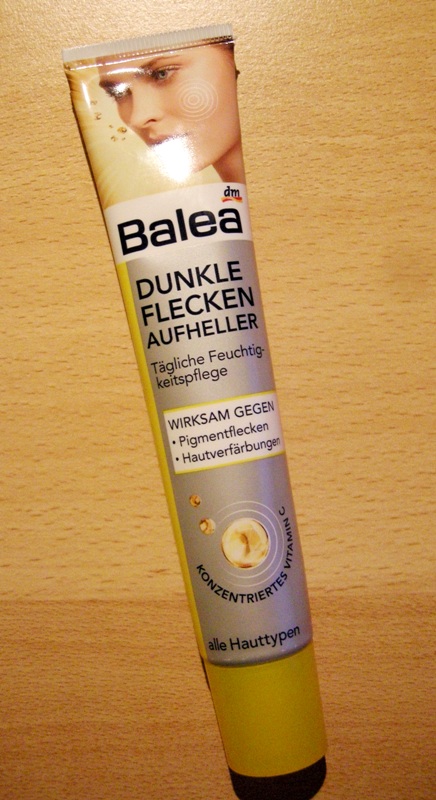 dm
Balea
DUNKLE
FLECKEN
AUFHELLER
Tägliche Feuchtig-
keitspflege
WIRKSAM GEGEN
• Pigmentflecken
• Hautverfärbungen
KONZENTRIERTES VITAMIN C
alle Hauttypen